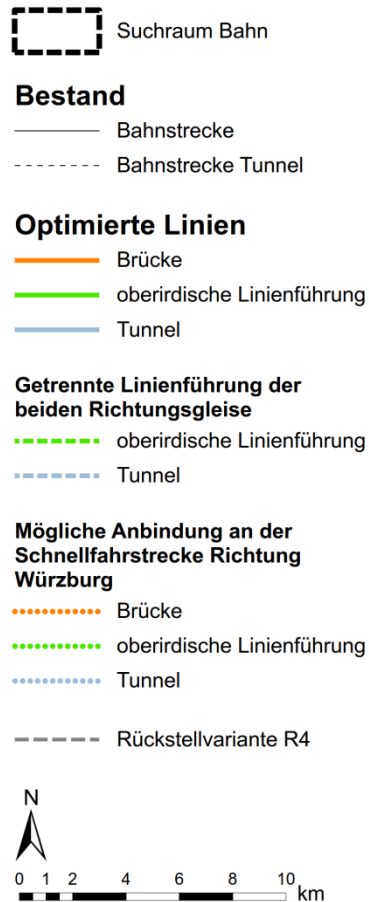 Suchraum Bahn
Bestand
Bahnstrecke
Bahnstrecke Tunnel
Optimierte Linien
Brücke
oberirdische Linienführung
Tunnel
Getrennte Linienführung der
beiden Richtungsgleise
oberirdische Linienführung
Tunnel
Mögliche Anbindung an der
Schnellfahrstrecke Richtung
Würzburg
Brücke
oberirdische Linienführung
Tunnel
Rückstellvariante R4
N
0 1 2 4 6 8 10
km